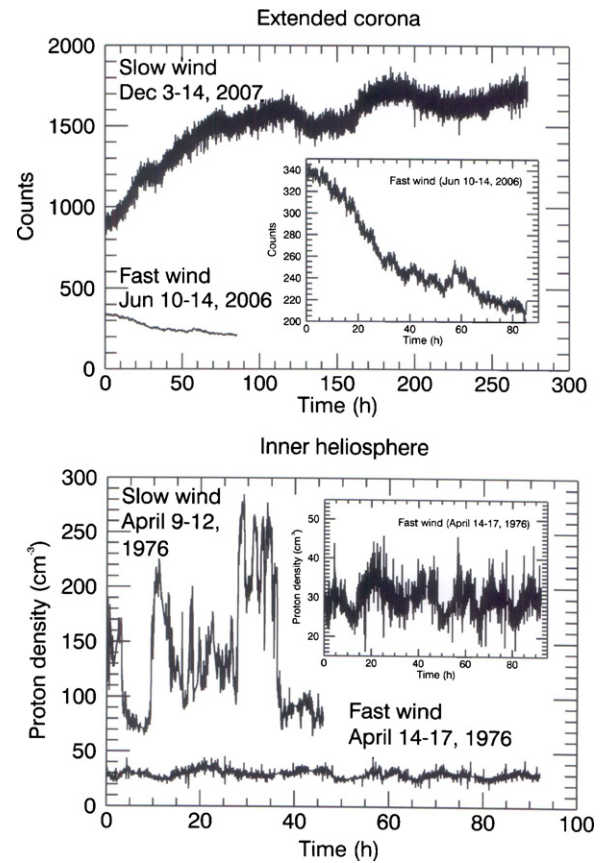 Extended corona
2000
1500
1000
500
0
Counts
Slow wind
Dec 3-14, 2007
Fast wind
Jun 10-14, 2006
0 50 100 150 200 250 300
Time (h)
Fast wind (Jun 10-14, 2006)
340
320
300
280
260
240
220
200
Counts
0 20 40 60 80
Time (h)
Inner heliosphere
300
250
200
150
100
50
0
Proton density (cm⁻³)
Slow wind
April 9-12,
1976
Fast wind
April 14-17, 1976
0 20 40 60 80 100
Time (h)
Fast wind (April 14-17, 1976)
50
40
30
20
Proton density (cm⁻³)
0 20 40 60 80
Time (h)